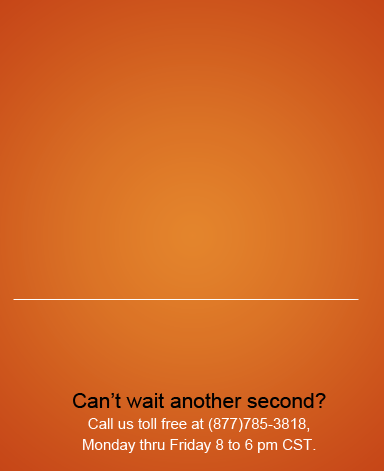 Can’t wait another second?
Call us toll free at (877)785-3818,
Monday thru Friday 8 to 6 pm CST.